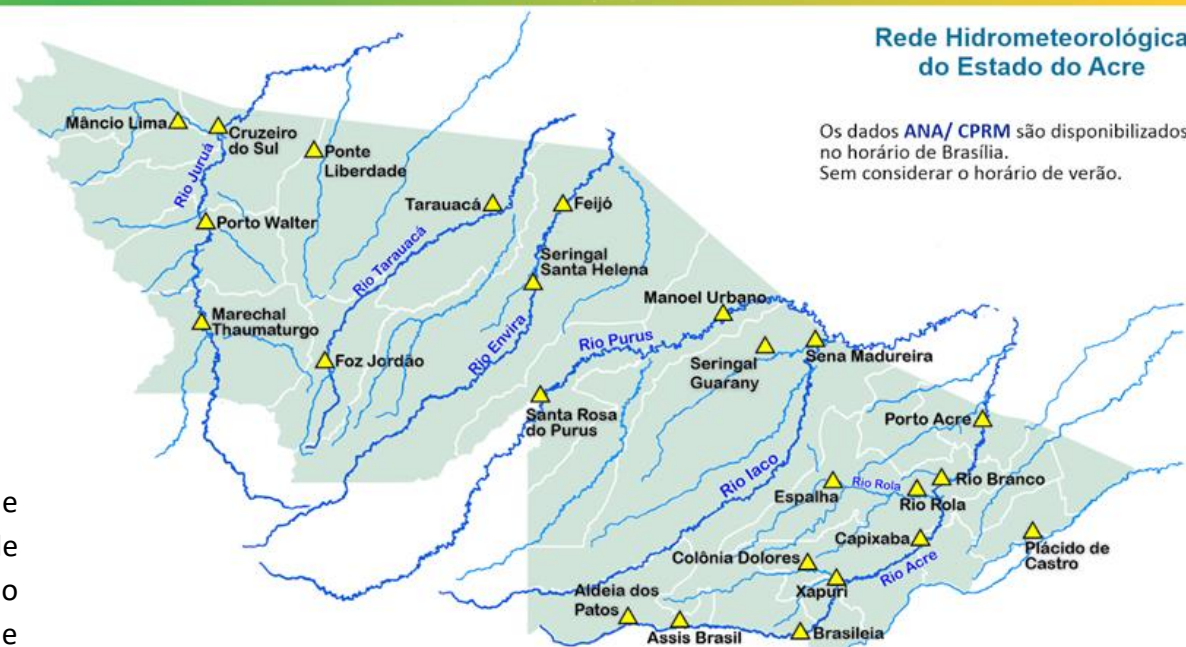 Rede Hidrometeorológica
do Estado do Acre
Os dados ANA/ CPRM são disponibilizados
no horário de Brasília.
Sem considerar o horário de verão.
Mâncio Lima
Cruzeiro
do Sul
Ponte
Liberdade
Rio Juruá
Porto Walter
Tarauacá
Feijó
Rio Tarauacá
Seringal
Santa Helena
Marechal
Thaumaturgo
Foz Jordão
Rio Envira
Manoel Urbano
Rio Purus
Seringal
Guarany
Sena Madureira
Santa Rosa
do Purus
Porto Acre
Rio Iaco
Espalha
Rio Rola
Rio Rola
Rio Branco
Capixaba
Plácido de
Castro
Colônia Dolores
Rio Acre
Xapuri
Aldeia dos
Patos
Assis Brasil
Brasileia
e
o
e